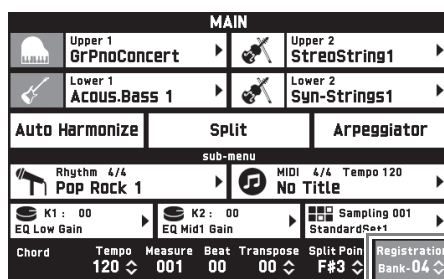 MAIN
Upper 1
GrPnoConcert
Upper 2
StreoString1
Lower 1
Acous.Bass 1
Lower 2
Syn-Strings1
Auto Harmonize
Split
Arpeggiator
sub-menu
Rhythm 4/4
Pop Rock 1
MIDI 4/4 Tempo 120
No Title
K1: 00
EQ Low Gain
K2: 00
EQ Mid1 Gain
Sampling 001
StandardSet1
Chord Tempo Measure Beat Transpose Split Poin Registration
120 001 00 00 F#3 Bank-04